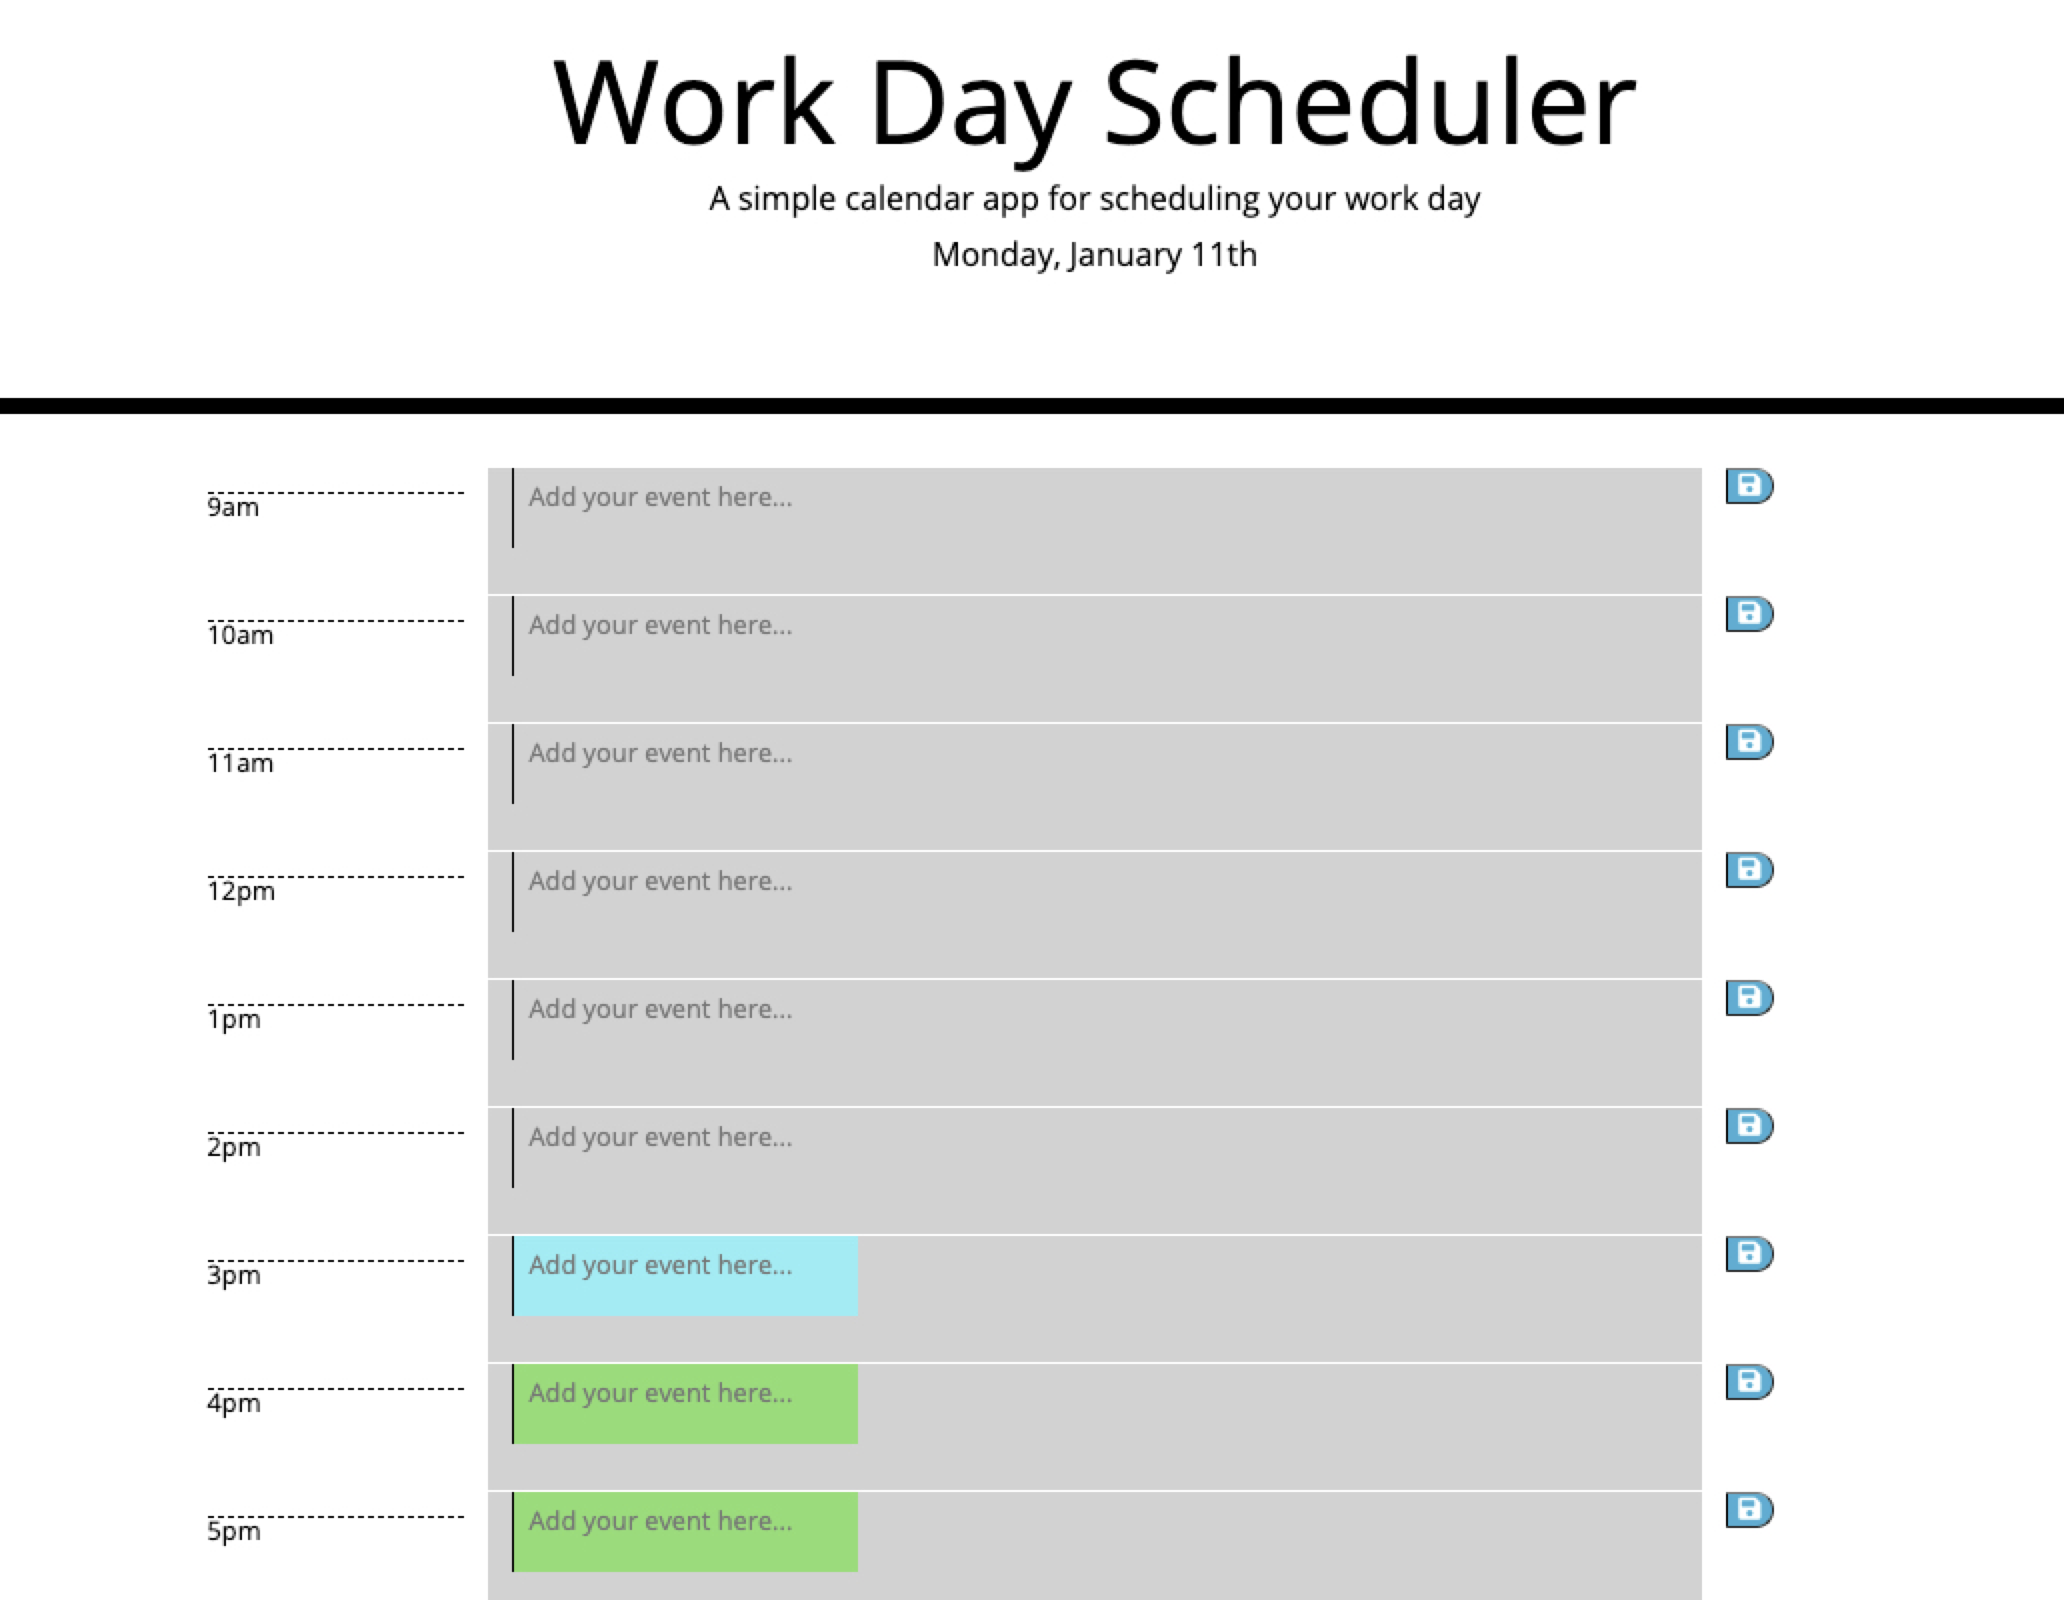 Work Day Scheduler
A simple calendar app for scheduling your work day
Monday, January 11th
9am
Add your event here...
10am
Add your event here...
11am
Add your event here...
12pm
Add your event here...
1pm
Add your event here...
2pm
Add your event here...
3pm
Add your event here...
4pm
Add your event here...
5pm
Add your event here...